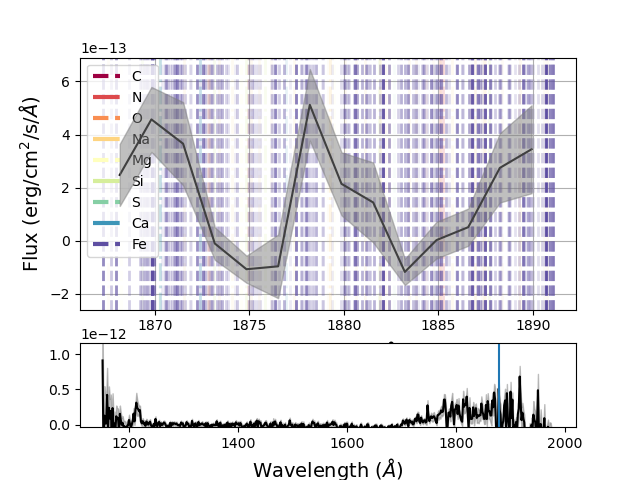 1e−13
6
4
2
0
−2
Flux (erg/cm²/s/Å)
C
N
O
Na
Mg
Si
S
Ca
Fe
1870 1875 1880 1885 1890
1e−12
1.0
0.5
0.0
1200 1400 1600 1800 2000
Wavelength (Å)